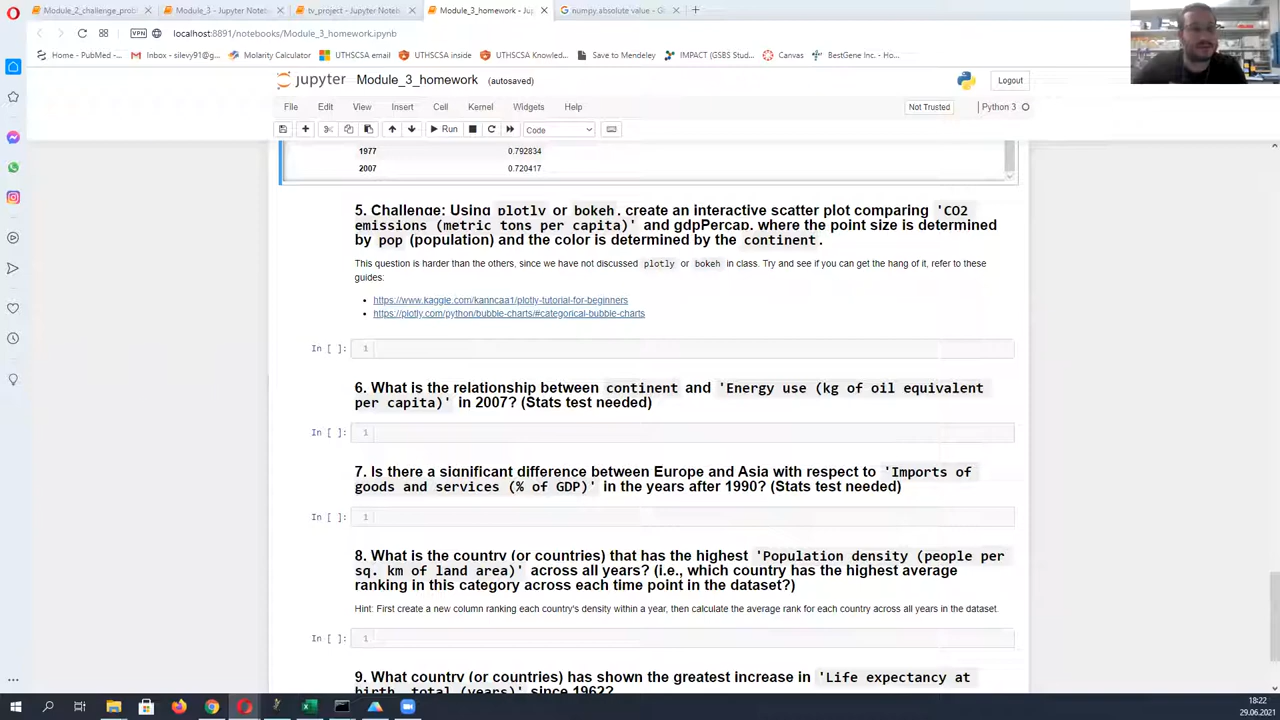 Module_2_challenge_prob
Module_3 - Jupyter Noteb
tv_project - Jupyter Noteb
Module_3_homework - Ju
numpy.absolute value - G
VPN
localhost:8891/notebooks/Module_3_homework.ipynb
Home - PubMed -
Inbox - silevy91@gm
Molarity Calculator
UTHSCSA email
UTHSCSA Inside
UTHSCSA Knowled
Save to Mendeley
IMPACT (GSBS Stud
Canvas
BestGene Inc. - Ho
jupyter Module_3_homework (autosaved)
Logout
File Edit View Insert Cell Kernel Widgets Help
Not Trusted
Python 3
Run
Code
1977 0.792834
2007 0.720417
5. Challenge: Using plotly or bokeh, create an interactive scatter plot comparing 'CO2
emissions (metric tons per capita)' and gdpPercap, where the point size is determined
by pop (population) and the color is determined by the continent.
This question is harder than the others, since we have not discussed plotly or bokeh in class. Try and see if you can get the hang of it, refer to these
guides:
https://www.kaggle.com/kanncaa1/plotly-tutorial-for-beginners
https://plotly.com/python/bubble-charts/#categorical-bubble-charts
In [ ]: 1
6. What is the relationship between continent and 'Energy use (kg of oil equivalent
per capita)' in 2007? (Stats test needed)
In [ ]: 1
7. Is there a significant difference between Europe and Asia with respect to 'Imports of
goods and services (% of GDP)' in the years after 1990? (Stats test needed)
In [ ]: 1
8. What is the country (or countries) that has the highest 'Population density (people per
sq. km of land area)' across all years? (i.e., which country has the highest average
ranking in this category across each time point in the dataset?)
Hint: First create a new column ranking each country's density within a year, then calculate the average rank for each country across all years in the dataset.
In [ ]: 1
9. What country (or countries) has shown the greatest increase in 'Life expectancy at
birth, total (years)' since 1962?
18:22
29.06.2021